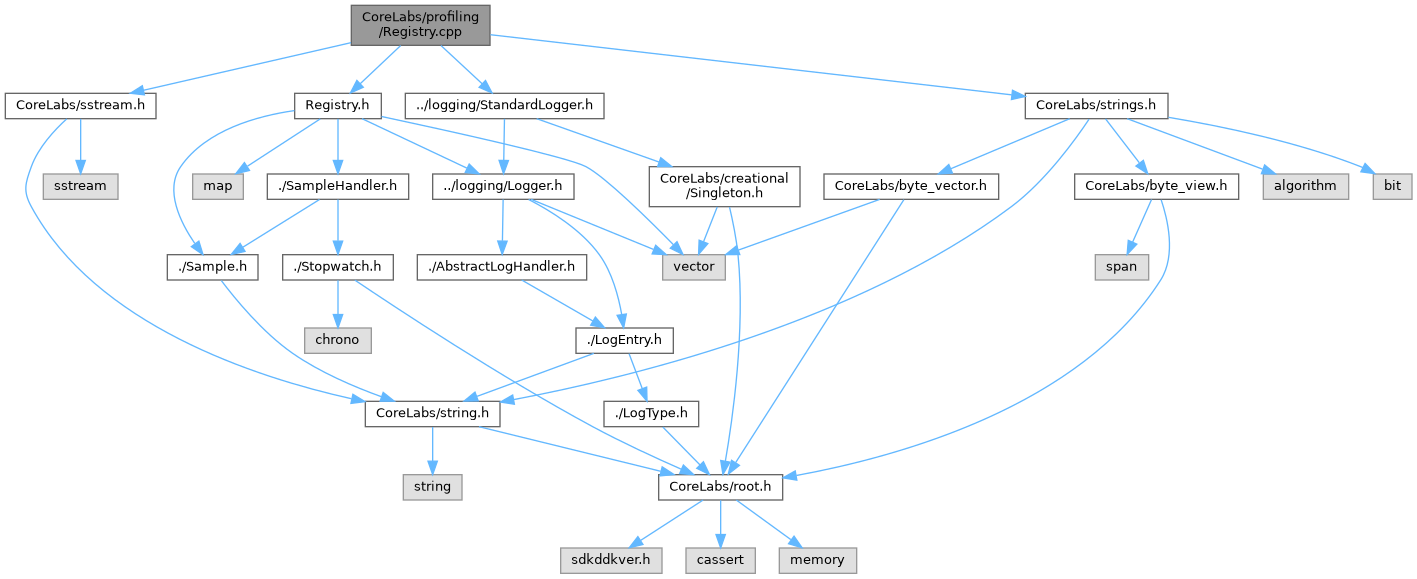 CoreLabs/profiling
/Registry.cpp
CoreLabs/sstream.h
Registry.h
../logging/StandardLogger.h
CoreLabs/strings.h
sstream
map
./SampleHandler.h
../logging/Logger.h
CoreLabs/creational
/Singleton.h
CoreLabs/byte_vector.h
CoreLabs/byte_view.h
algorithm
bit
./Sample.h
./Stopwatch.h
./AbstractLogHandler.h
vector
span
chrono
./LogEntry.h
CoreLabs/string.h
./LogType.h
string
CoreLabs/root.h
sdkddkver.h
cassert
memory